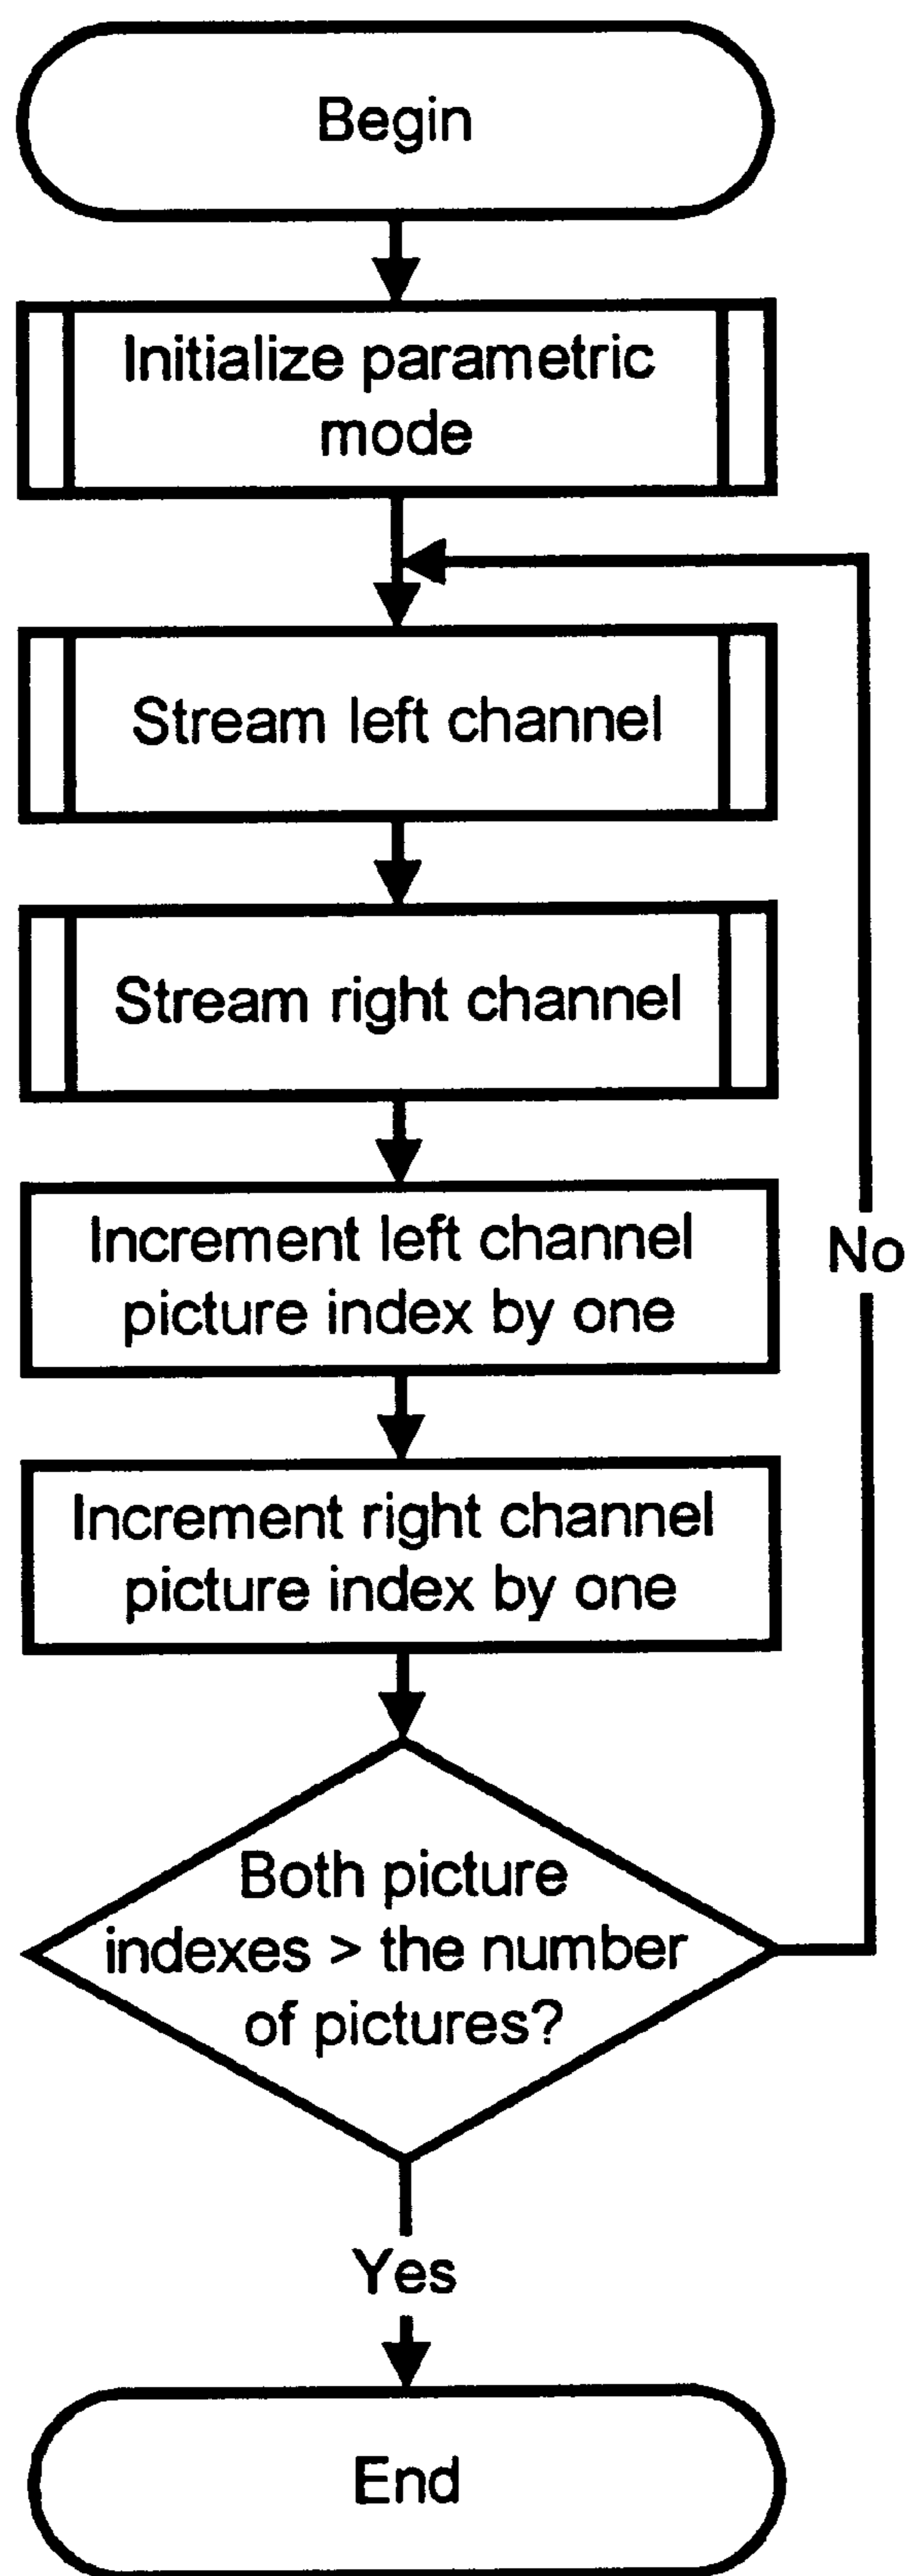 Begin
Initialize parametric
mode
Stream left channel
Stream right channel
Increment left channel
picture index by one
No
Increment right channel
picture index by one
Both picture
indexes > the number
of pictures?
Yes
End